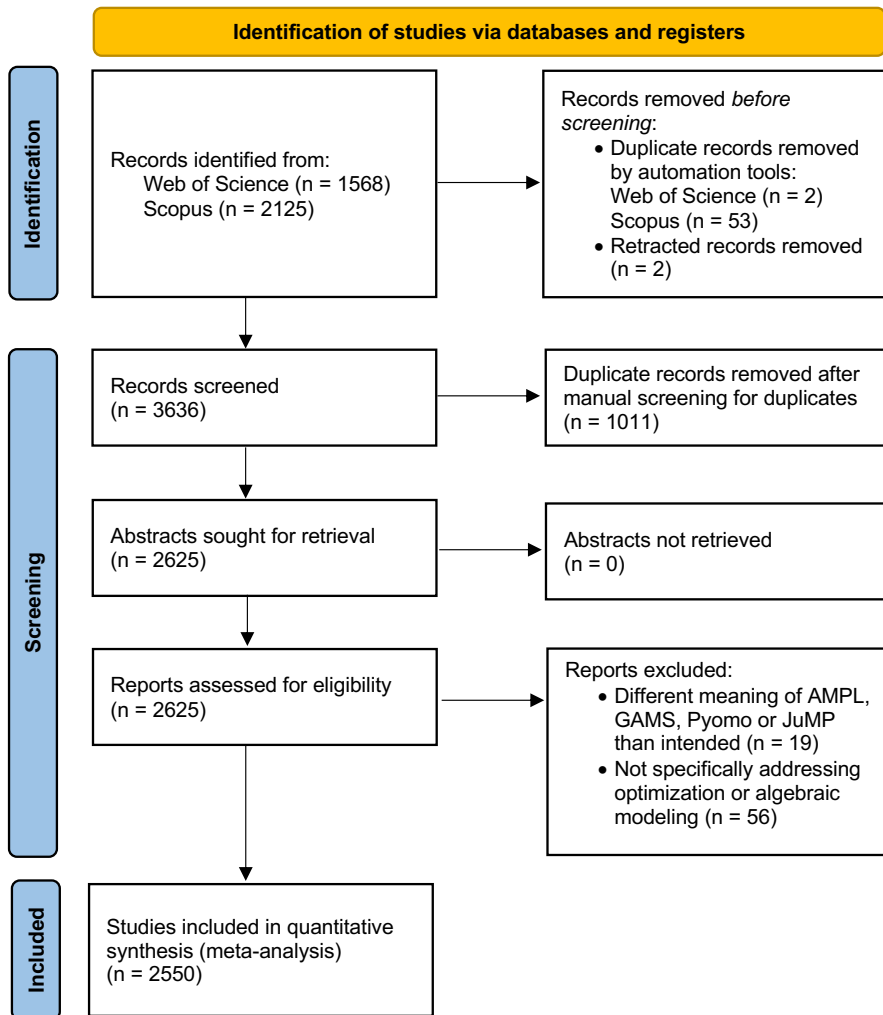 Identification of studies via databases and registers
Identification
Records identified from:
Web of Science (n = 1568)
Scopus (n = 2125)
Records removed before
screening:
• Duplicate records removed
by automation tools:
Web of Science (n = 2)
Scopus (n = 53)
• Retracted records removed
(n = 2)
Screening
Records screened
(n = 3636)
Duplicate records removed after
manual screening for duplicates
(n = 1011)
Abstracts sought for retrieval
(n = 2625)
Abstracts not retrieved
(n = 0)
Reports assessed for eligibility
(n = 2625)
Reports excluded:
• Different meaning of AMPL,
GAMS, Pyomo or JuMP
than intended (n = 19)
• Not specifically addressing
optimization or algebraic
modeling (n = 56)
Included
Studies included in quantitative
synthesis (meta-analysis)
(n = 2550)